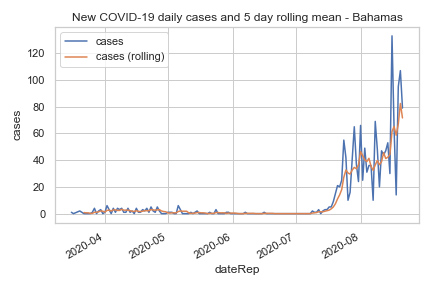 New COVID-19 daily cases and 5 day rolling mean - Bahamas
cases
cases (rolling)
120
100
80
60
40
20
0
cases
2020-04
2020-05
2020-06
2020-07
2020-08
dateRep